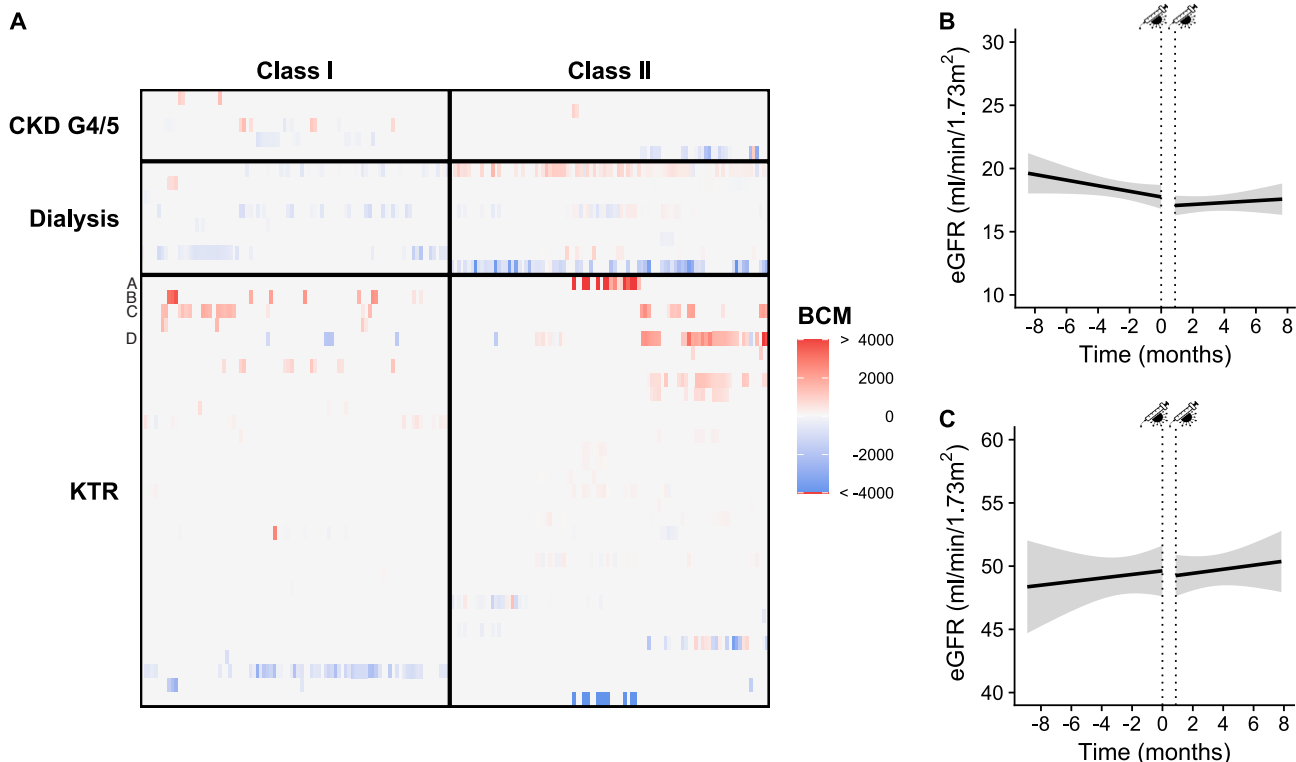 A
Class I
Class II
CKD G4/5
Dialysis
KTR
A
B
C
D
BCM
> 4000
2000
0
-2000
< -4000
B
eGFR (ml/min/1.73m²)
30
25
20
15
10
-8 -6 -4 -2 0 2 4 6 8
Time (months)
C
eGFR (ml/min/1.73m²)
60
55
50
45
40
-8 -6 -4 -2 0 2 4 6 8
Time (months)